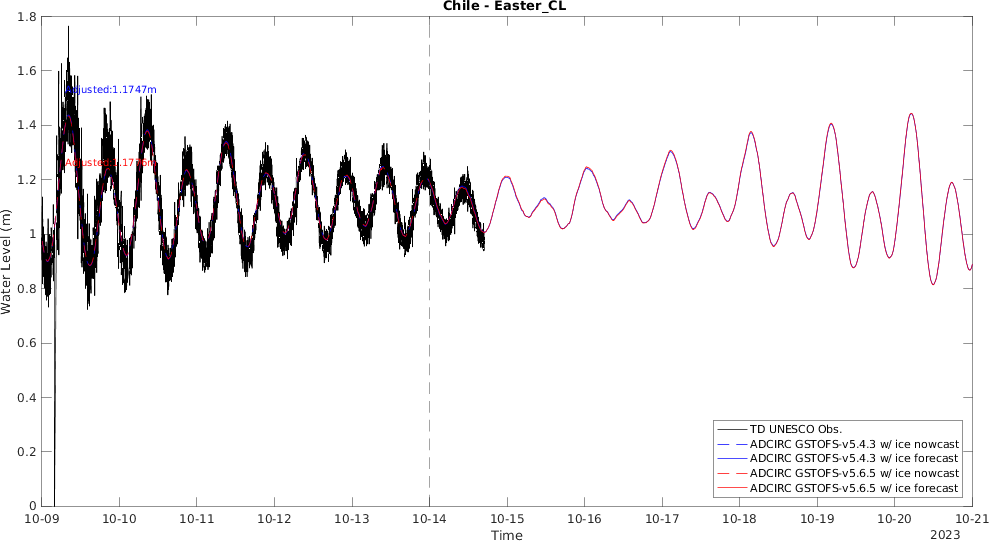 Chile - Easter_CL
Water Level (m)
1.8
1.6
1.4
1.2
1
0.8
0.6
0.4
0.2
0
Adjusted:1.1747m
TD UNESCO Obs.
ADCIRC GSTOFS-v5.4.3 w/ ice nowcast
ADCIRC GSTOFS-v5.4.3 w/ ice forecast
ADCIRC GSTOFS-v5.6.5 w/ ice nowcast
ADCIRC GSTOFS-v5.6.5 w/ ice forecast
10-09 10-10 10-11 10-12 10-13 10-14 10-15 10-16 10-17 10-18 10-19 10-20 10-21
Time
2023